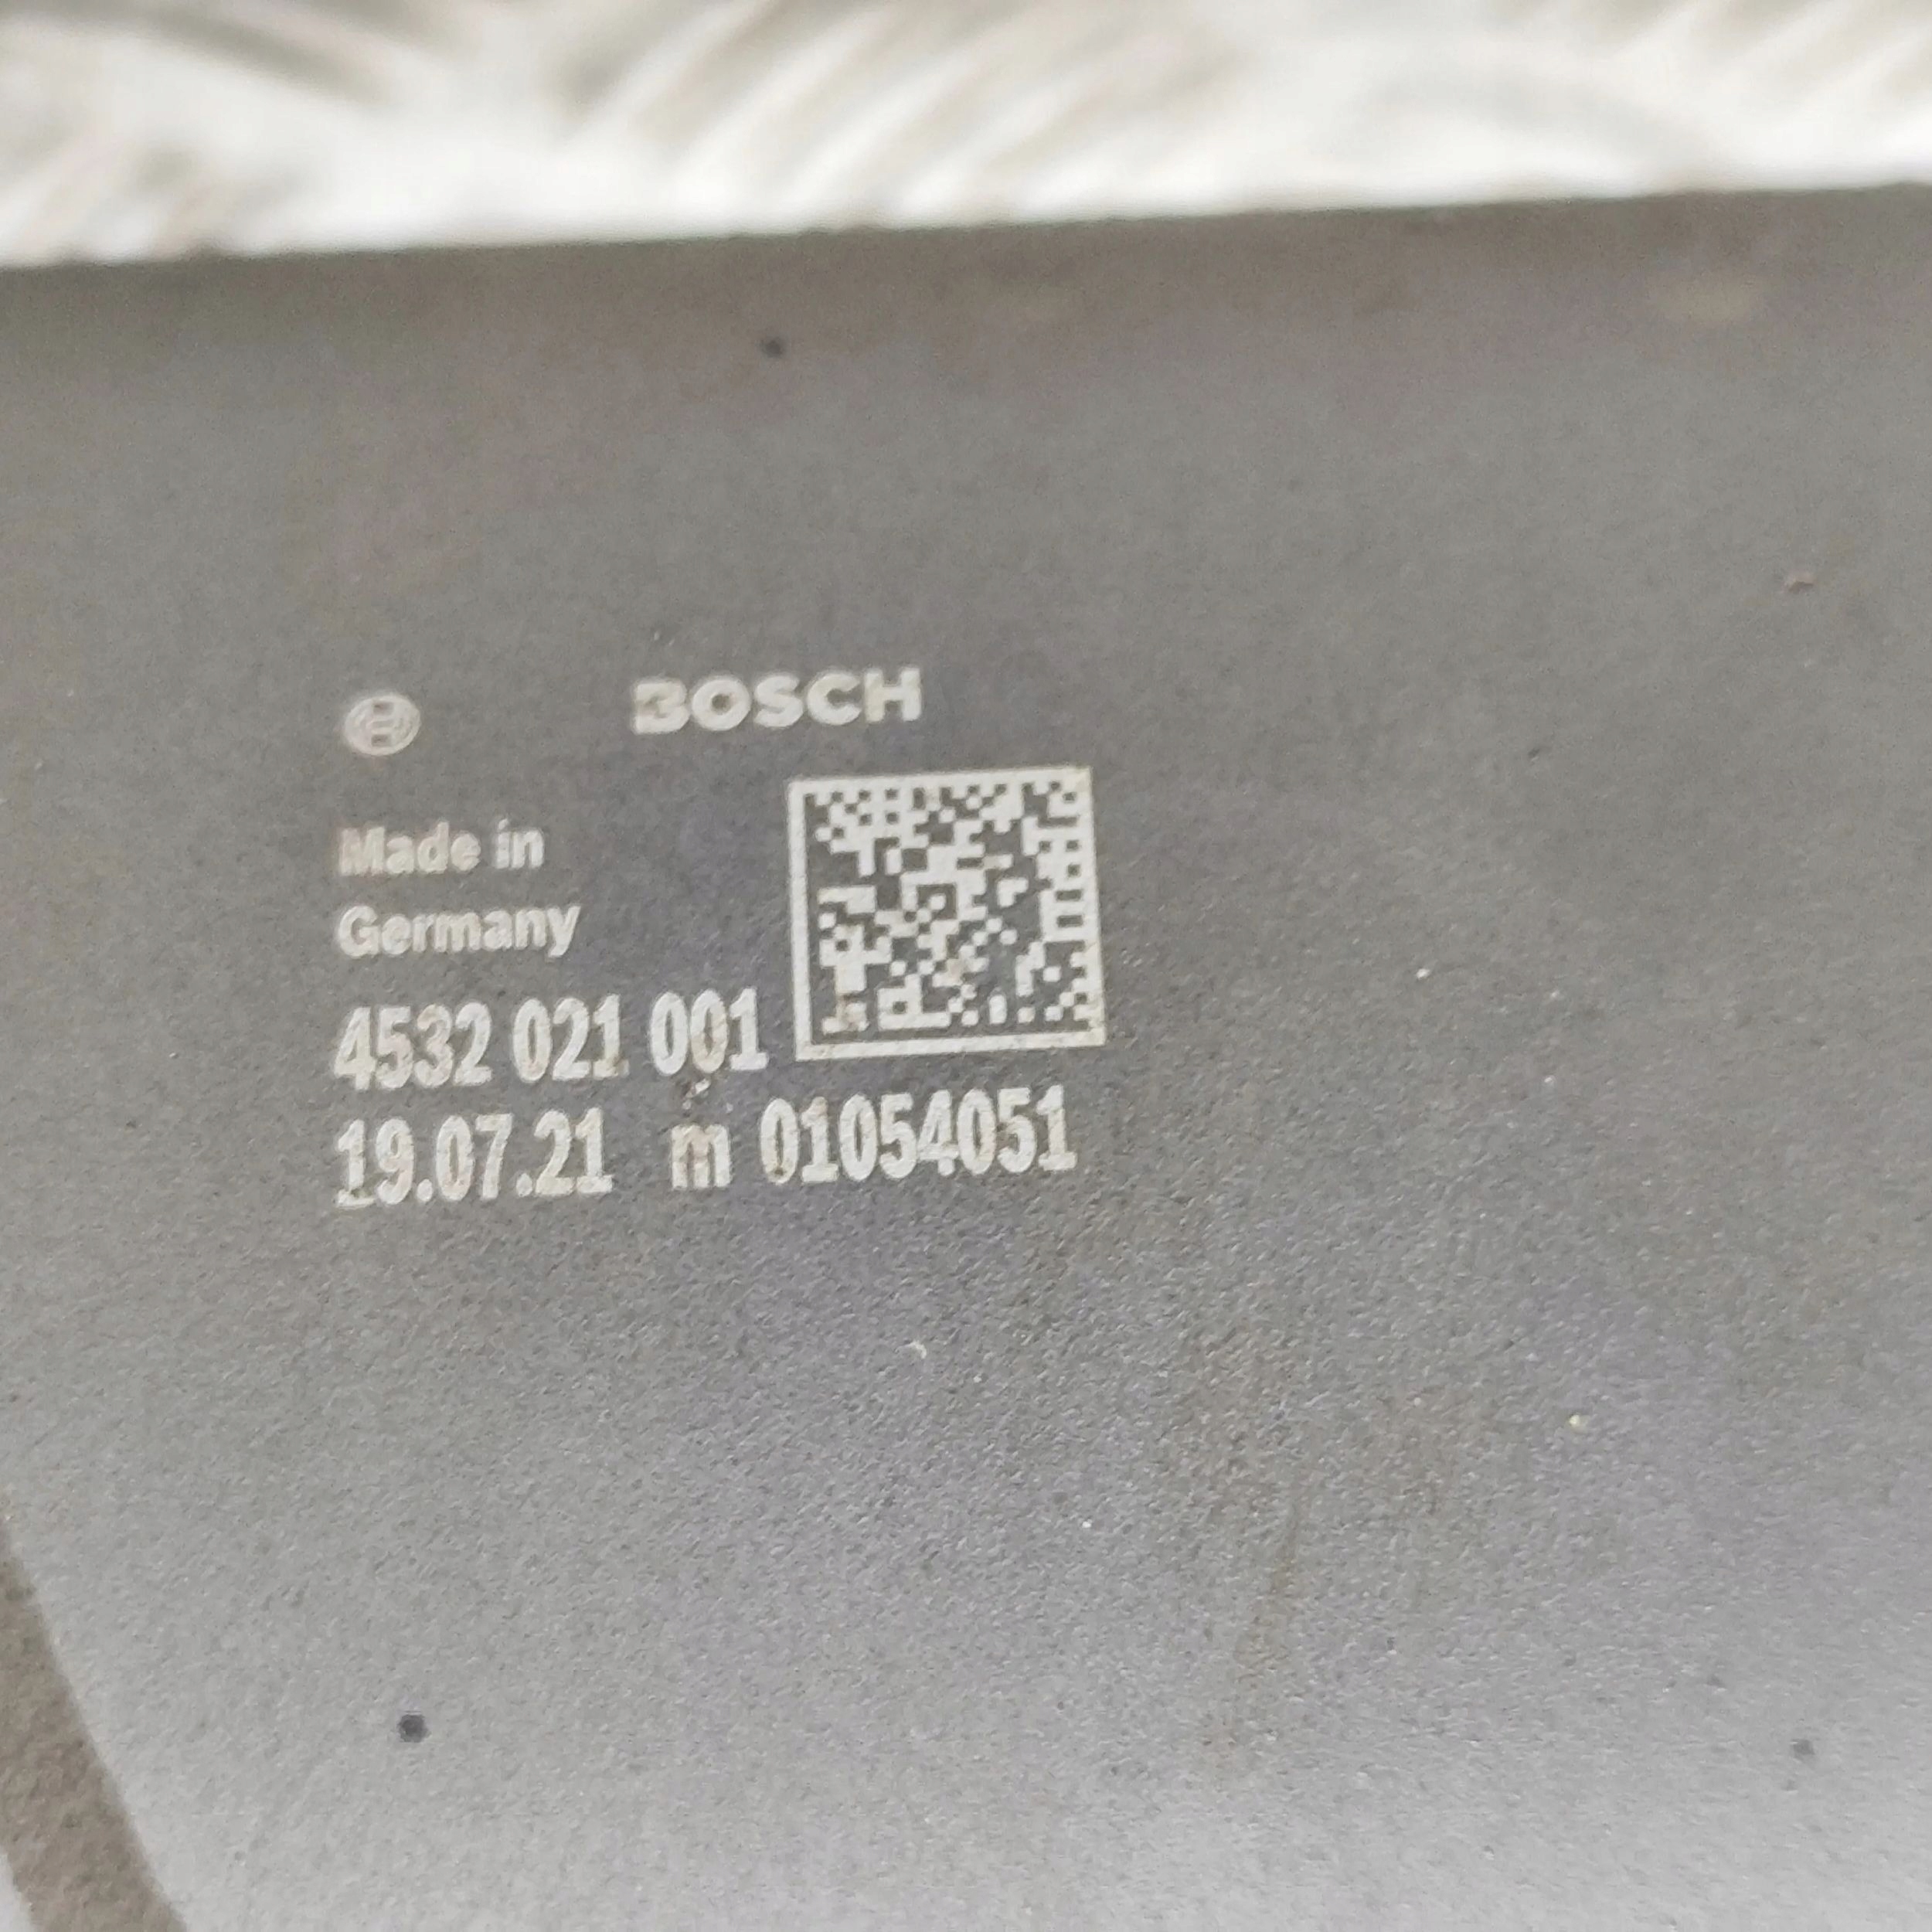 BOSCH
Made in
Germany
4532 021 001
19.07.21 m 01054051